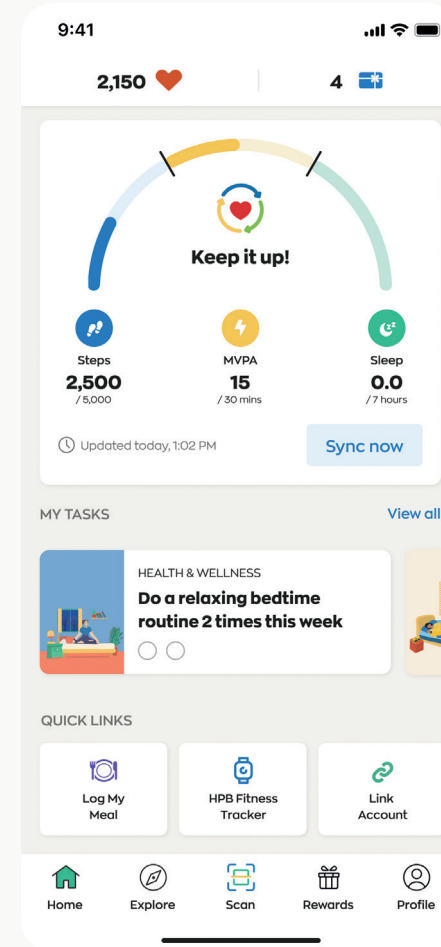 9:41
2,150
4
Keep it up!
Steps
2,500
/ 5,000
MVPA
15
/ 30 mins
Sleep
0.0
/ 7 hours
Updated today, 1:02 PM
Sync now
MY TASKS
View all
HEALTH & WELLNESS
Do a relaxing bedtime
routine 2 times this week
QUICK LINKS
Log My
Meal
HPB Fitness
Tracker
Link
Account
Home
Explore
Scan
Rewards
Profile